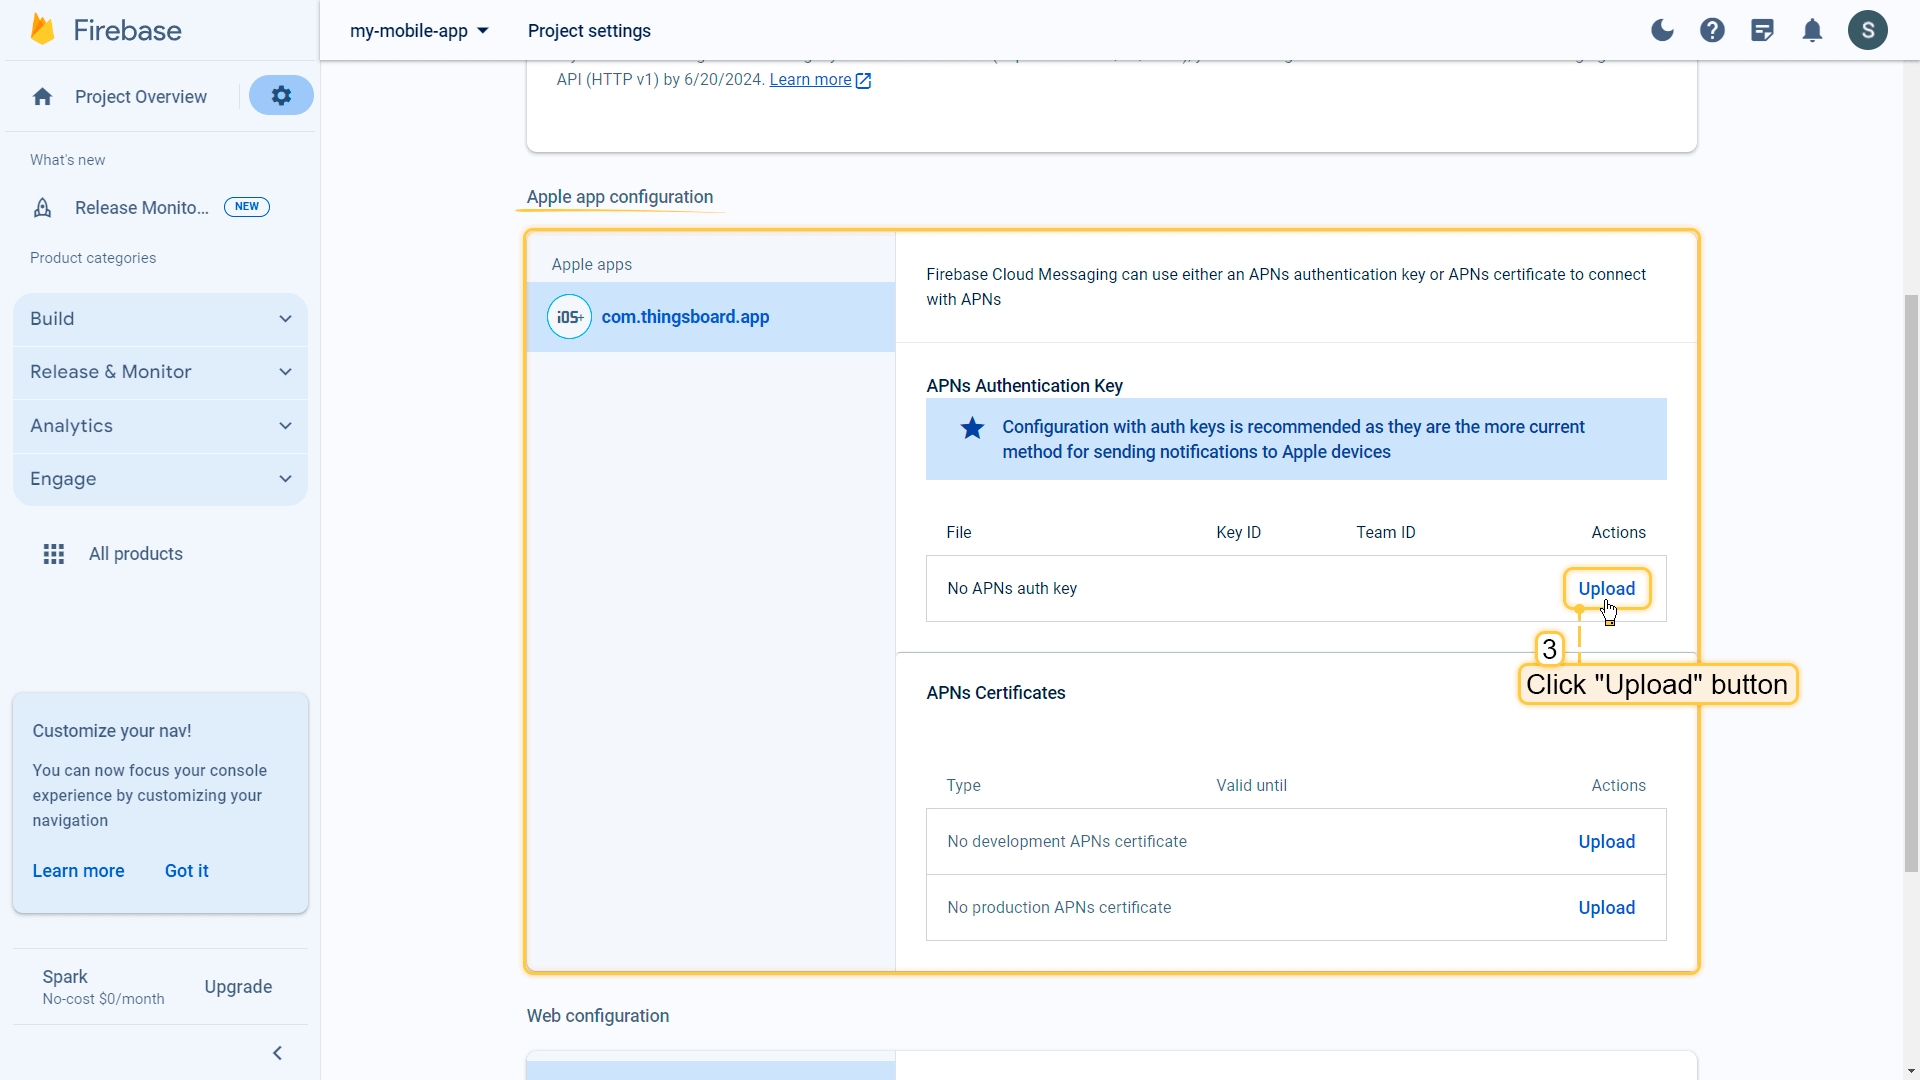 Firebase
my-mobile-app
Project settings
Project Overview
What's new
Release Monito... NEW
Product categories
Build
Release & Monitor
Analytics
Engage
All products
Customize your nav!
You can now focus your console
experience by customizing your
navigation
Learn more Got it
Spark
No-cost $0/month
Upgrade
S
API (HTTP v1) by 6/20/2024. Learn more
Apple app configuration
Apple apps
iOS+ com.thingsboard.app
Firebase Cloud Messaging can use either an APNs authentication key or APNs certificate to connect
with APNs
APNs Authentication Key
Configuration with auth keys is recommended as they are the more current
method for sending notifications to Apple devices
File Key ID Team ID Actions
No APNs auth key Upload
3
Click "Upload" button
APNs Certificates
Type Valid until Actions
No development APNs certificate Upload
No production APNs certificate Upload
Web configuration